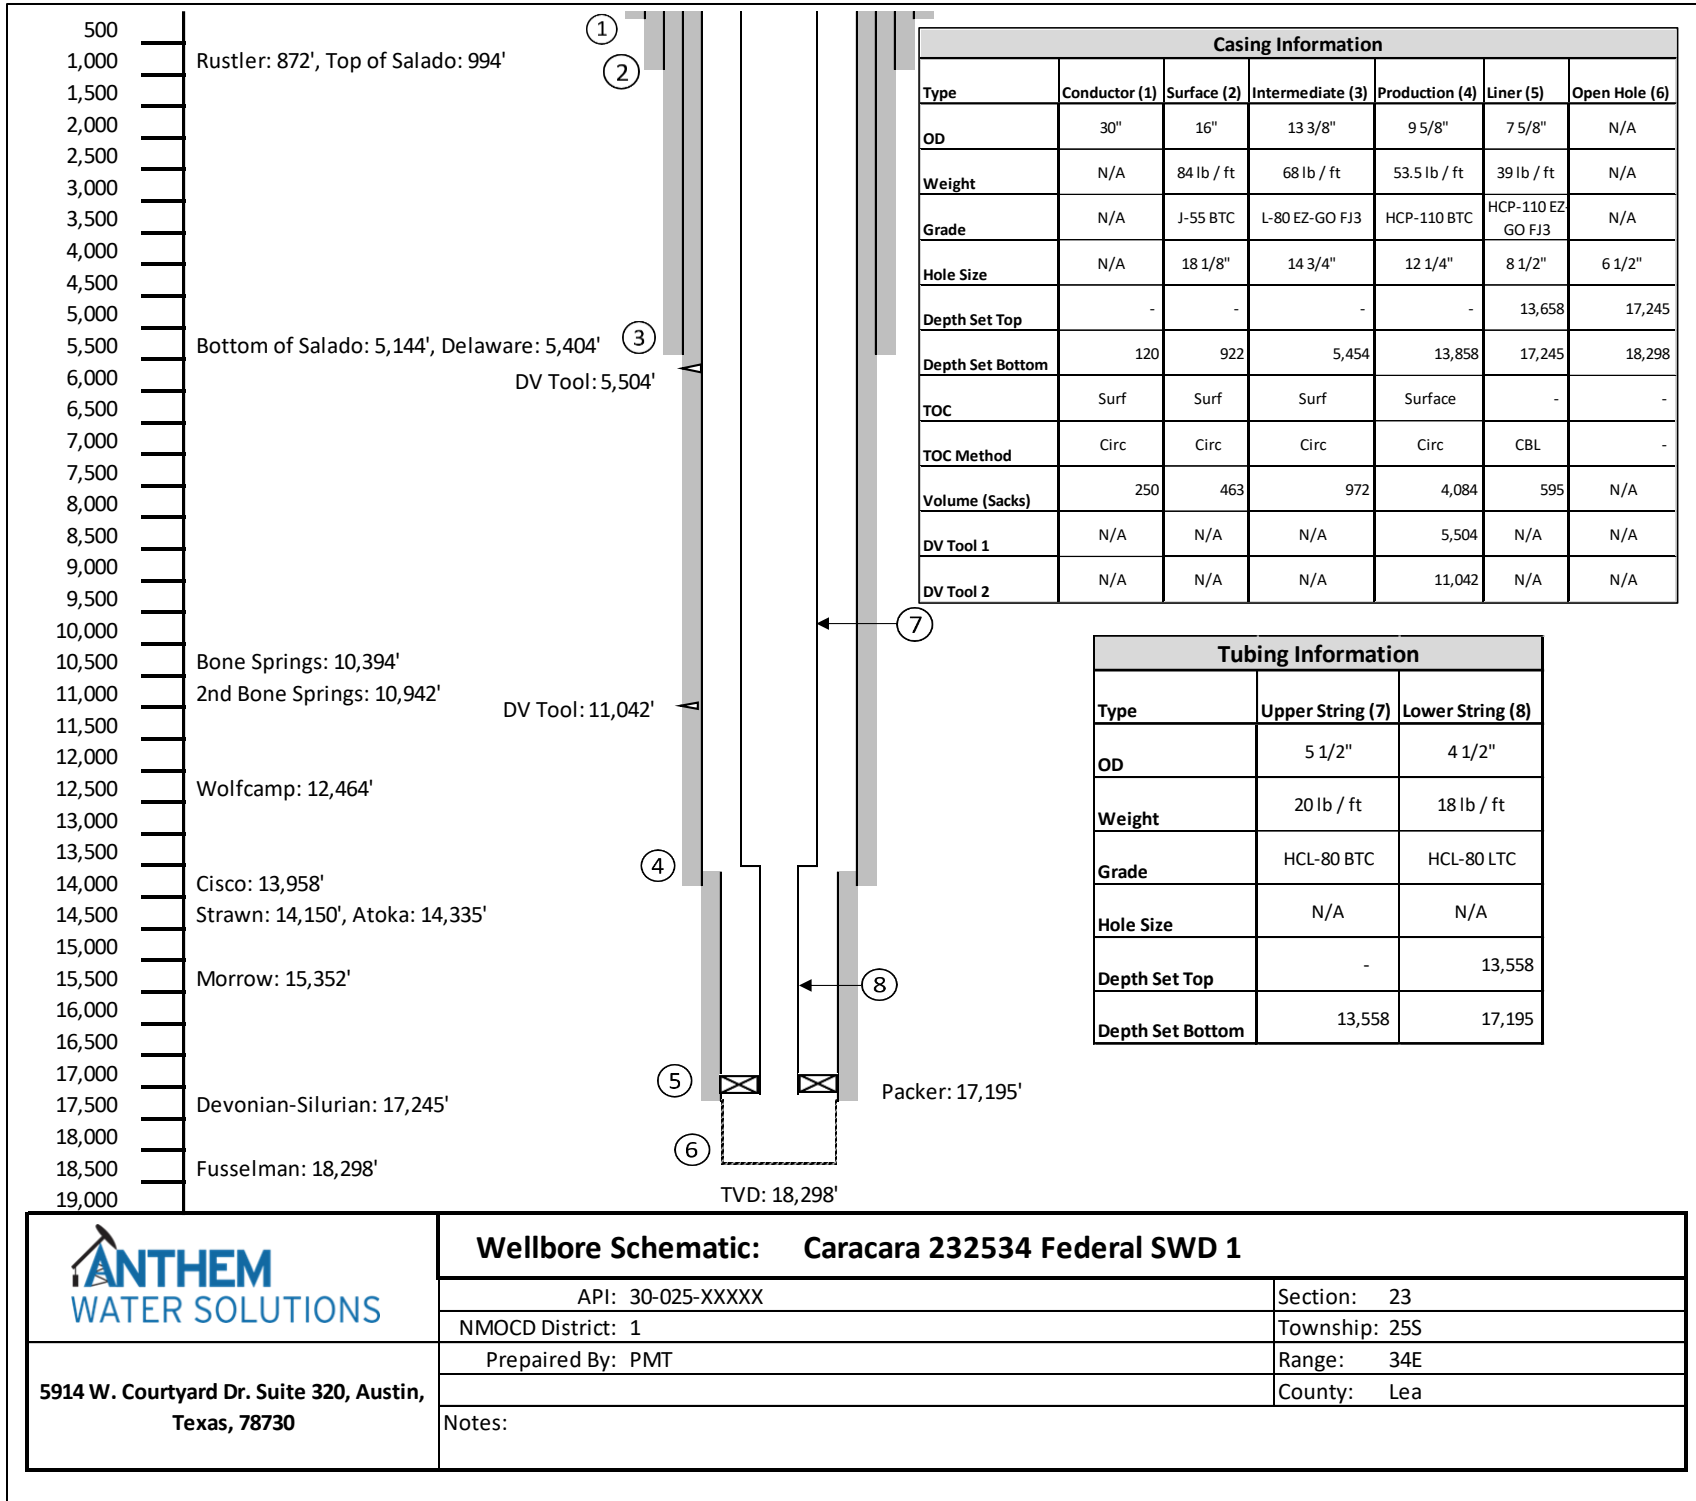 500
1,000
1,500
2,000
2,500
3,000
3,500
4,000
4,500
5,000
5,500
6,000
6,500
7,000
7,500
8,000
8,500
9,000
9,500
10,000
10,500
11,000
11,500
12,000
12,500
13,000
13,500
14,000
14,500
15,000
15,500
16,000
16,500
17,000
17,500
18,000
18,500
19,000
Rustler: 872', Top of Salado: 994'
Bottom of Salado: 5,144', Delaware: 5,404'
DV Tool: 5,504'
Bone Springs: 10,394'
2nd Bone Springs: 10,942'
DV Tool: 11,042'
Wolfcamp: 12,464'
Cisco: 13,958'
Strawn: 14,150', Atoka: 14,335'
Morrow: 15,352'
Devonian-Silurian: 17,245'
Fusselman: 18,298'
1
2
3
4
5
6
7
8
Packer: 17,195'
TVD: 18,298'
Casing Information
Type Conductor (1) Surface (2) Intermediate (3) Production (4) Liner (5) Open Hole (6)
OD 30" 16" 13 3/8" 9 5/8" 7 5/8" N/A
Weight N/A 84 lb / ft 68 lb / ft 53.5 lb / ft 39 lb / ft N/A
Grade N/A J-55 BTC L-80 EZ-GO FJ3 HCP-110 BTC HCP-110 EZ-GO FJ3 N/A
Hole Size N/A 18 1/8" 14 3/4" 12 1/4" 8 1/2" 6 1/2"
Depth Set Top - - - - 13,658 17,245
Depth Set Bottom 120 922 5,454 13,858 17,245 18,298
TOC Surf Surf Surf Surface - -
TOC Method Circ Circ Circ Circ CBL -
Volume (Sacks) 250 463 972 4,084 595 N/A
DV Tool 1 N/A N/A N/A 5,504 N/A N/A
DV Tool 2 N/A N/A N/A 11,042 N/A N/A
Tubing Information
Type Upper String (7) Lower String (8)
OD 5 1/2" 4 1/2"
Weight 20 lb / ft 18 lb / ft
Grade HCL-80 BTC HCL-80 LTC
Hole Size N/A N/A
Depth Set Top - 13,558
Depth Set Bottom 13,558 17,195
ANTHEM
WATER SOLUTIONS
5914 W. Courtyard Dr. Suite 320, Austin,
Texas, 78730
Wellbore Schematic: Caracara 232534 Federal SWD 1
API: 30-025-XXXXX Section: 23
NMOCD District: 1 Township: 25S
Prepaired By: PMT Range: 34E
County: Lea
Notes: